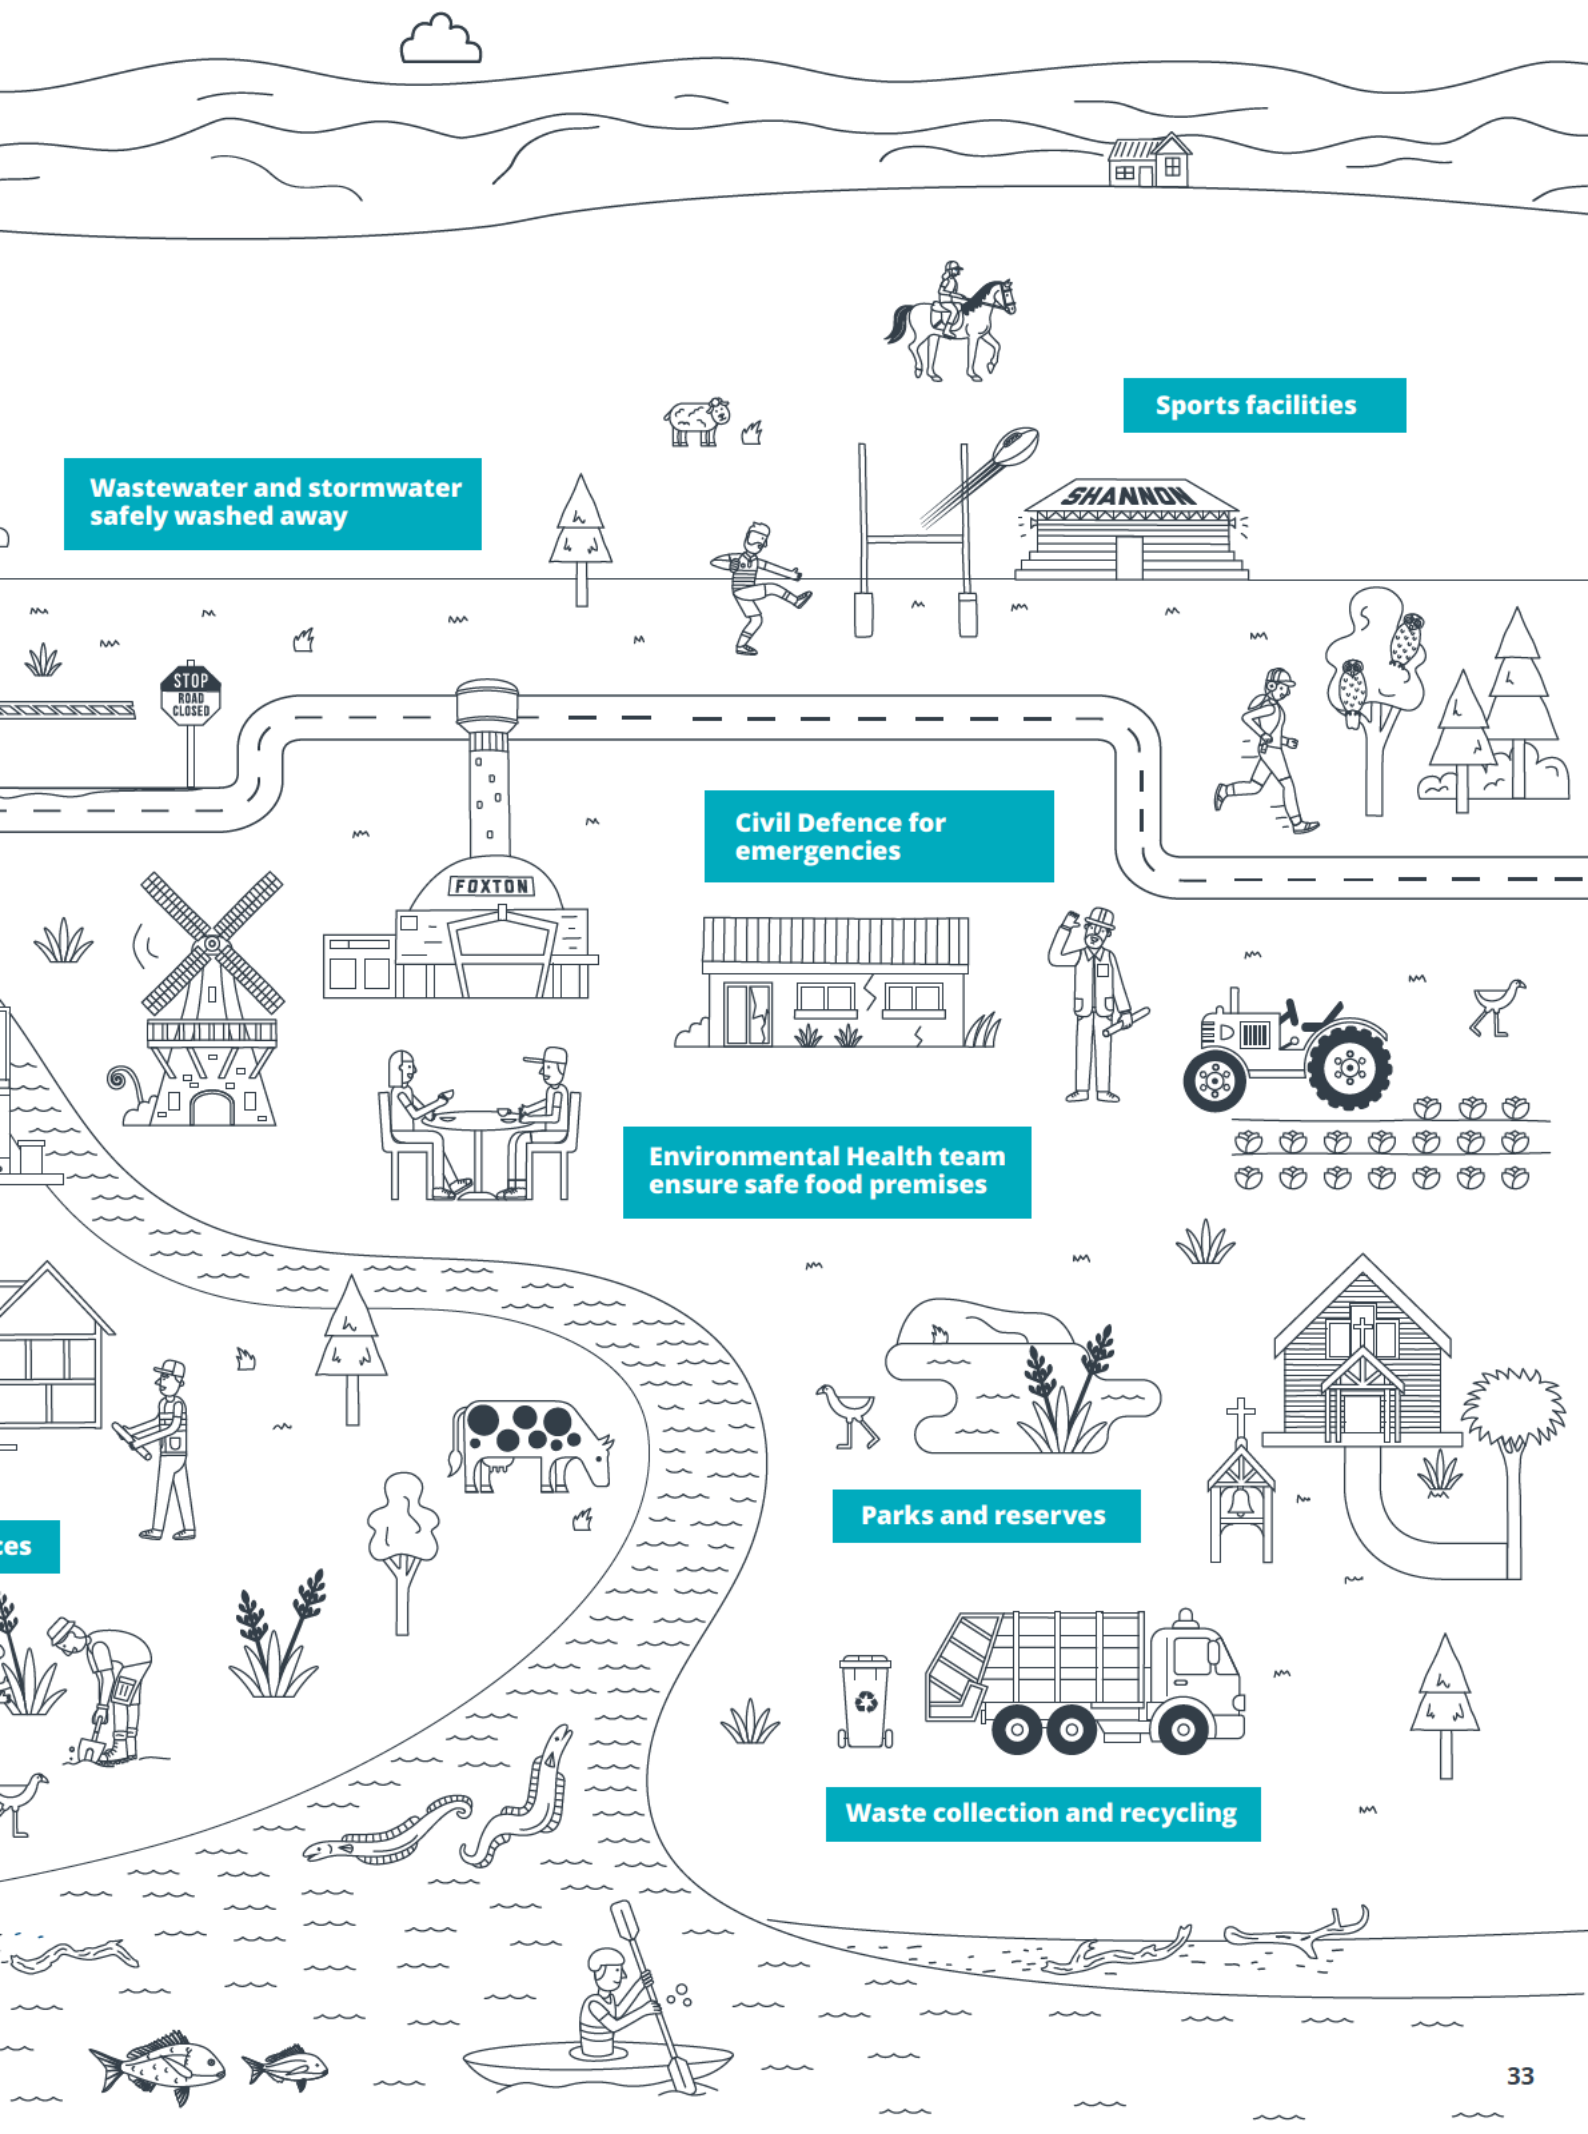 Sports facilities
Wastewater and stormwater
safely washed away
SHANNON
STOP
ROAD
CLOSED
Civil Defence for
emergencies
FOXTON
Environmental Health team
ensure safe food premises
Parks and reserves
Waste collection and recycling
33